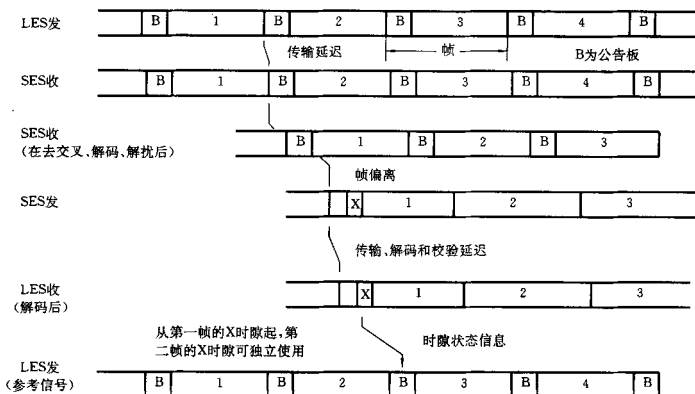 LES发 B 1 B 2 B 3 B 4 B
传输延迟 帧 B为公告板
SES收 B 1 B 2 B 3 B 4 B
SES收 B 1 B 2 B 3
(在去交叉、解码、解扰后)
帧偏离
SES发 X 1 2 3
传输、解码和校验延迟
LES收 X 1 2 3
(解码后)
从第一帧的X时隙起,第
二帧的X时隙可独立使用
时隙状态信息
LES发 B 1 B 2 B 3 B 4 B
(参考信号)